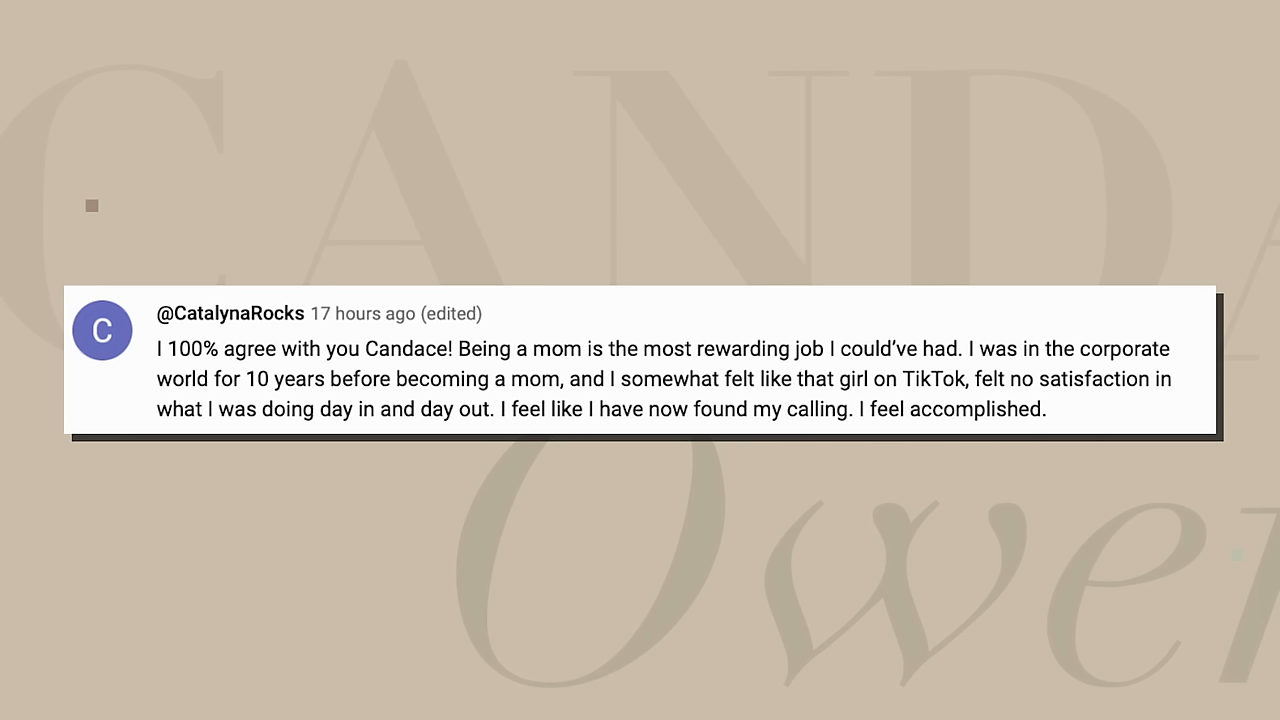 CANDA
@CatalynaRocks 17 hours ago (edited)
C
I 100% agree with you Candace! Being a mom is the most rewarding job I could’ve had. I was in the corporate
world for 10 years before becoming a mom, and I somewhat felt like that girl on TikTok, felt no satisfaction in
what I was doing day in and day out. I feel like I have now found my calling. I feel accomplished.
Owen